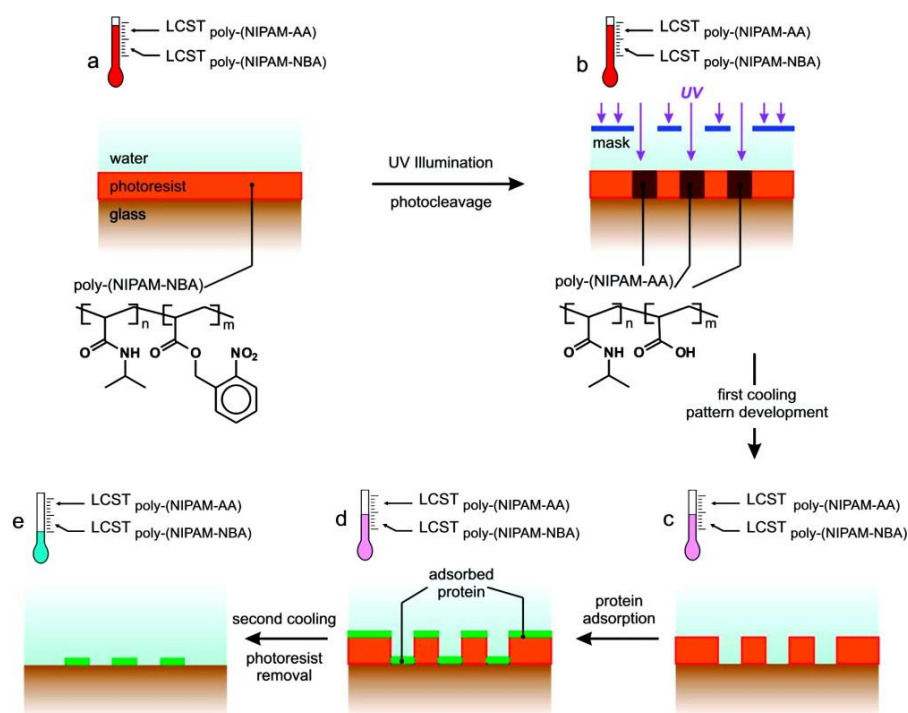 a
LCST poly-(NIPAM-AA)
LCST poly-(NIPAM-NBA)
water
photoresist
glass
poly-(NIPAM-NBA)
n
m
O
NH
O
O
NO₂
UV Illumination
photocleavage
b
LCST poly-(NIPAM-AA)
LCST poly-(NIPAM-NBA)
UV
mask
poly-(NIPAM-AA)
n
m
O
NH
O
OH
first cooling
pattern development
c
LCST poly-(NIPAM-AA)
LCST poly-(NIPAM-NBA)
protein
adsorption
d
LCST poly-(NIPAM-AA)
LCST poly-(NIPAM-NBA)
adsorbed
protein
second cooling
photoresist
removal
e
LCST poly-(NIPAM-AA)
LCST poly-(NIPAM-NBA)